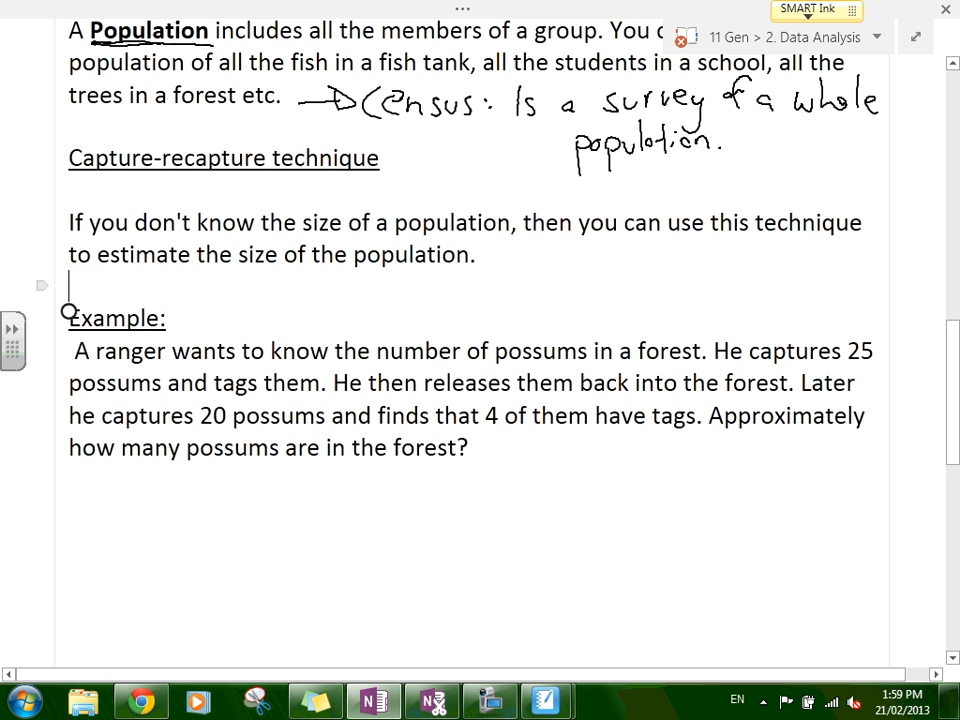 SMART Ink
A Population includes all the members of a group. You
11 Gen > 2. Data Analysis
population of all the fish in a fish tank, all the students in a school, all the
trees in a forest etc. Census: Is a survey of a whole
population.
Capture-recapture technique
If you don't know the size of a population, then you can use this technique
to estimate the size of the population.
Example:
A ranger wants to know the number of possums in a forest. He captures 25
possums and tags them. He then releases them back into the forest. Later
he captures 20 possums and finds that 4 of them have tags. Approximately
how many possums are in the forest?
EN
1:59 PM
21/02/2013